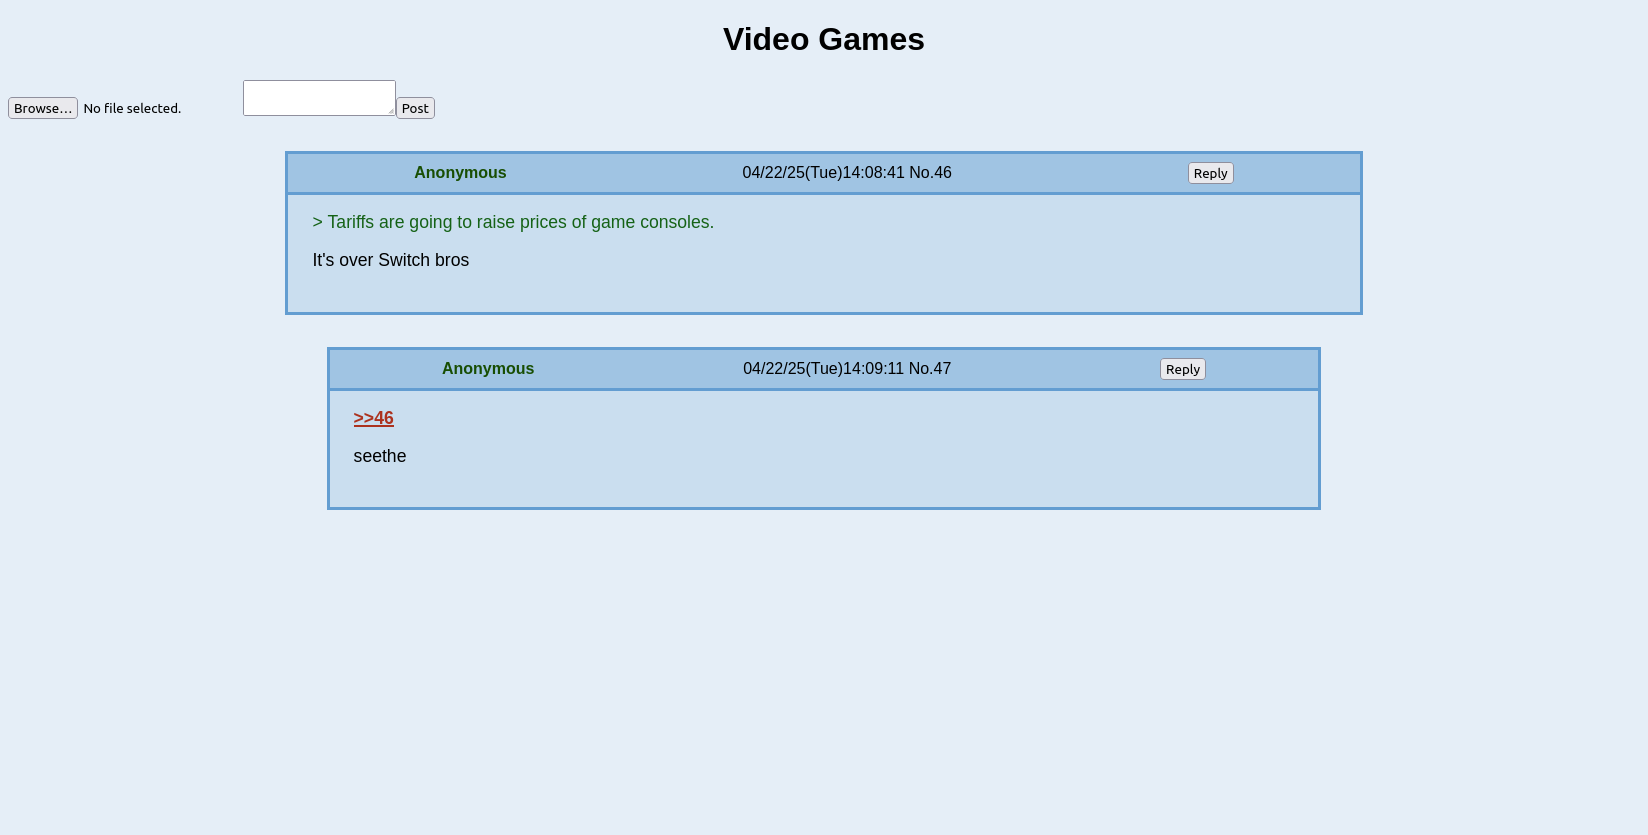 Video Games
Browse... No file selected. Post
Anonymous 04/22/25(Tue)14:08:41 No.46 Reply
> Tariffs are going to raise prices of game consoles.
It's over Switch bros
Anonymous 04/22/25(Tue)14:09:11 No.47 Reply
>>46
seethe